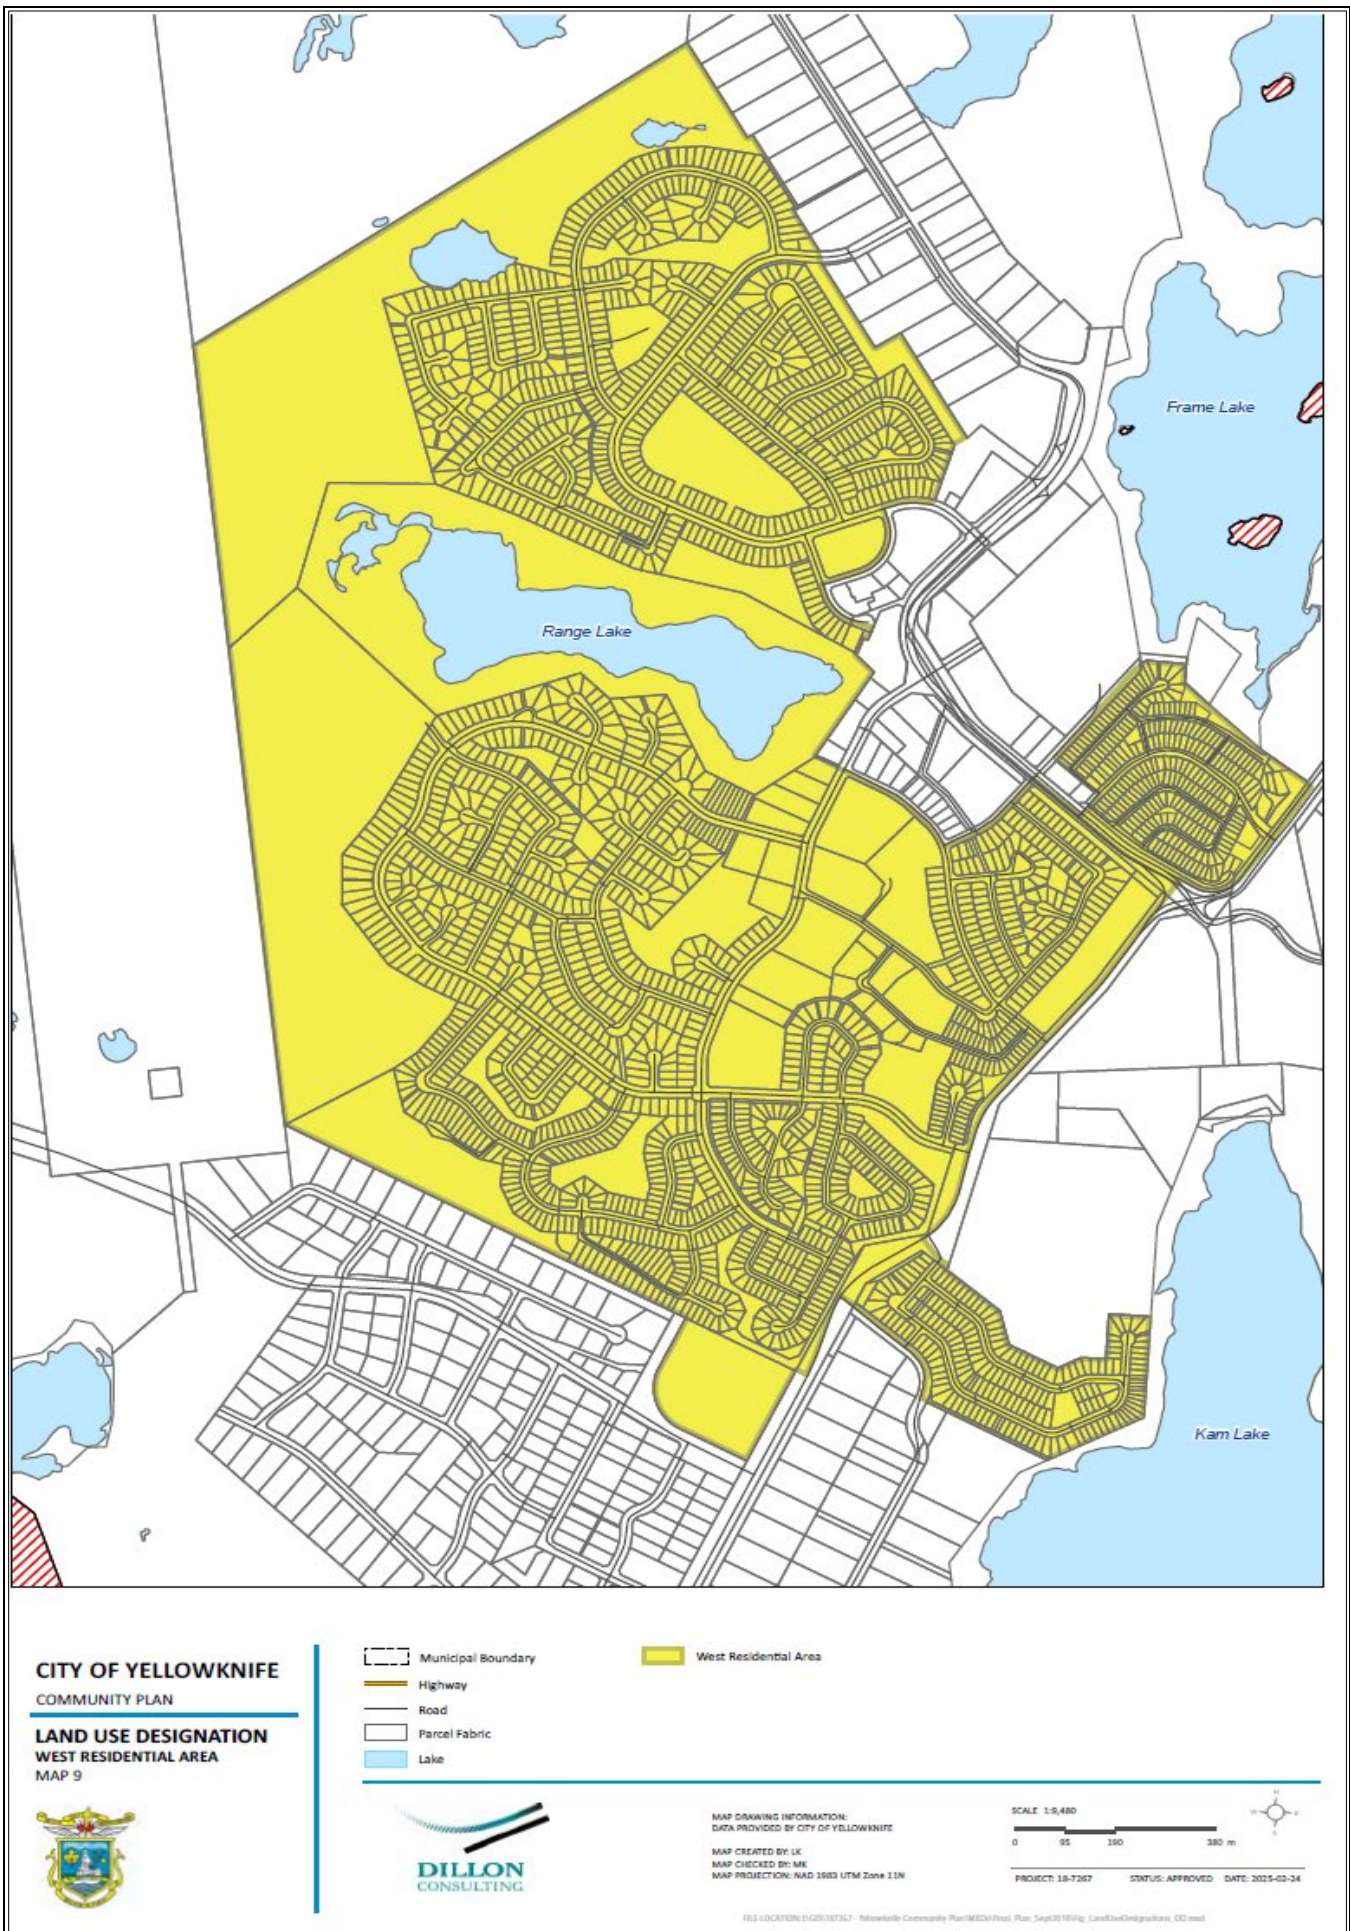 Frame Lake
Range Lake
Kam Lake
CITY OF YELLOWKNIFE
COMMUNITY PLAN
LAND USE DESIGNATION
WEST RESIDENTIAL AREA
MAP 9
Municipal Boundary
Highway
Road
Parcel Fabric
Lake
West Residential Area
DILLON
CONSULTING
MAP DRAWING INFORMATION:
DATA PROVIDED BY CITY OF YELLOWKNIFE
MAP CREATED BY: LK
MAP CHECKED BY: MK
MAP PROJECTION: NAD 1983 UTM Zone 11N
SCALE 1:9,480
0 95 190 380 m
PROJECT: 18-7267 STATUS: APPROVED DATE: 2025-02-24